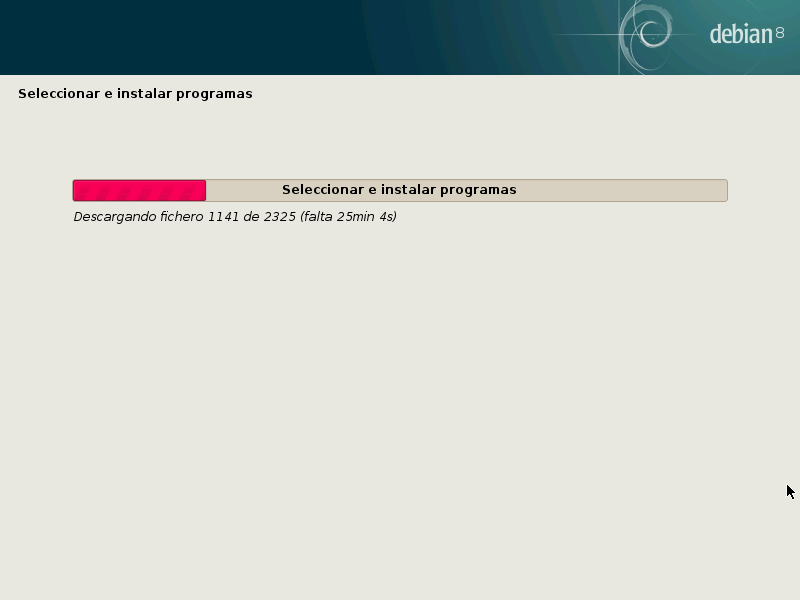 debian 8
Seleccionar e instalar programas
Seleccionar e instalar programas
Descargando fichero 1141 de 2325 (falta 25min 4s)